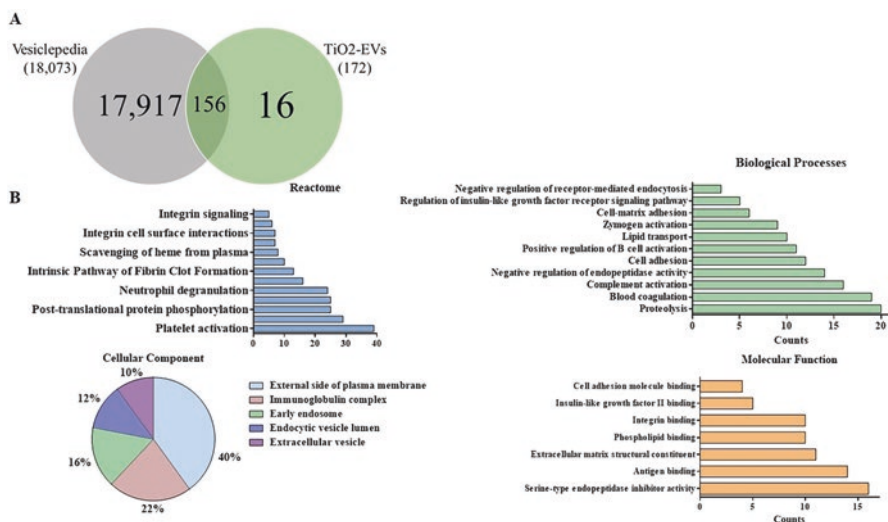 A
Vesiclepedia
(18,073)
TiO2-EVs
(172)
17,917
156
16
B
Reactome
Integrin signaling
Integrin cell surface interactions
Scavenging of heme from plasma
Intrinsic Pathway of Fibrin Clot Formation
Neutrophil degranulation
Post-translational protein phosphorylation
Platelet activation
0 10 20 30 40
Biological Processes
Negative regulation of receptor-mediated endocytosis
Regulation of insulin-like growth factor receptor signaling pathway
Cell-matrix adhesion
Zymogen activation
Lipid transport
Positive regulation of B cell activation
Cell adhesion
Negative regulation of endopeptidase activity
Complement activation
Blood coagulation
Proteolysis
0 5 10 15 20
Counts
Cellular Component
10%
12%
16%
22%
40%
External side of plasma membrane
Immunoglobulin complex
Early endosome
Endocytic vesicle lumen
Extracellular vesicle
Molecular Function
Cell adhesion molecule binding
Insulin-like growth factor II binding
Integrin binding
Phospholipid binding
Extracellular matrix structural constituent
Antigen binding
Serine-type endopeptidase inhibitor activity
0 5 10 15
Counts